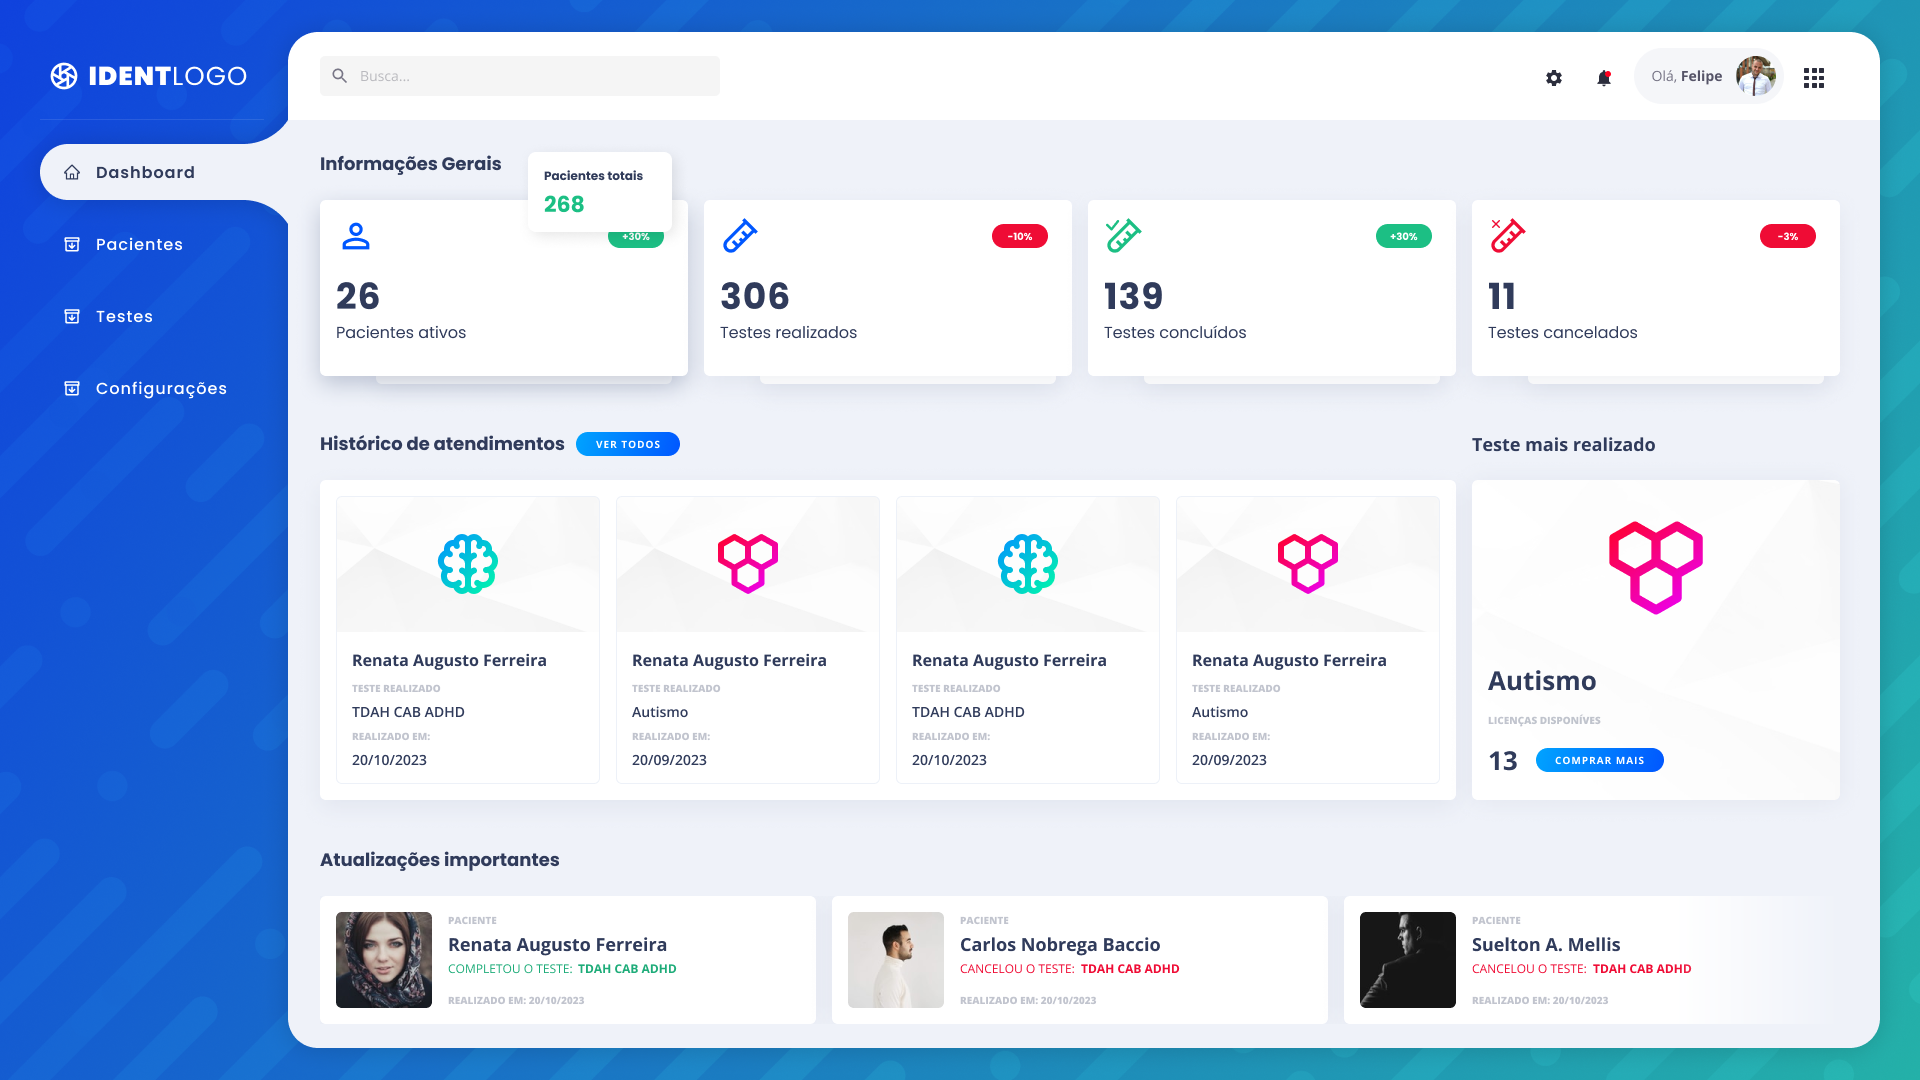 IDENTLOGO
Busca...
Olá, Felipe
Dashboard
Pacientes
Testes
Configurações
Informações Gerais
Pacientes totais
268
+30%
26
Pacientes ativos
-10%
306
Testes realizados
+30%
139
Testes concluídos
-3%
11
Testes cancelados
Histórico de atendimentos
VER TODOS
Renata Augusto Ferreira
TESTE REALIZADO
TDAH CAB ADHD
REALIZADO EM:
20/10/2023
Renata Augusto Ferreira
TESTE REALIZADO
Autismo
REALIZADO EM:
20/09/2023
Renata Augusto Ferreira
TESTE REALIZADO
TDAH CAB ADHD
REALIZADO EM:
20/10/2023
Renata Augusto Ferreira
TESTE REALIZADO
Autismo
REALIZADO EM:
20/09/2023
Teste mais realizado
Autismo
LICENÇAS DISPONÍVES
13
COMPRAR MAIS
Atualizações importantes
PACIENTE
Renata Augusto Ferreira
COMPLETOU O TESTE: TDAH CAB ADHD
REALIZADO EM: 20/10/2023
PACIENTE
Carlos Nobrega Baccio
CANCELOU O TESTE: TDAH CAB ADHD
REALIZADO EM: 20/10/2023
PACIENTE
Suelton A. Mellis
CANCELOU O TESTE: TDAH CAB ADHD
REALIZADO EM: 20/10/2023